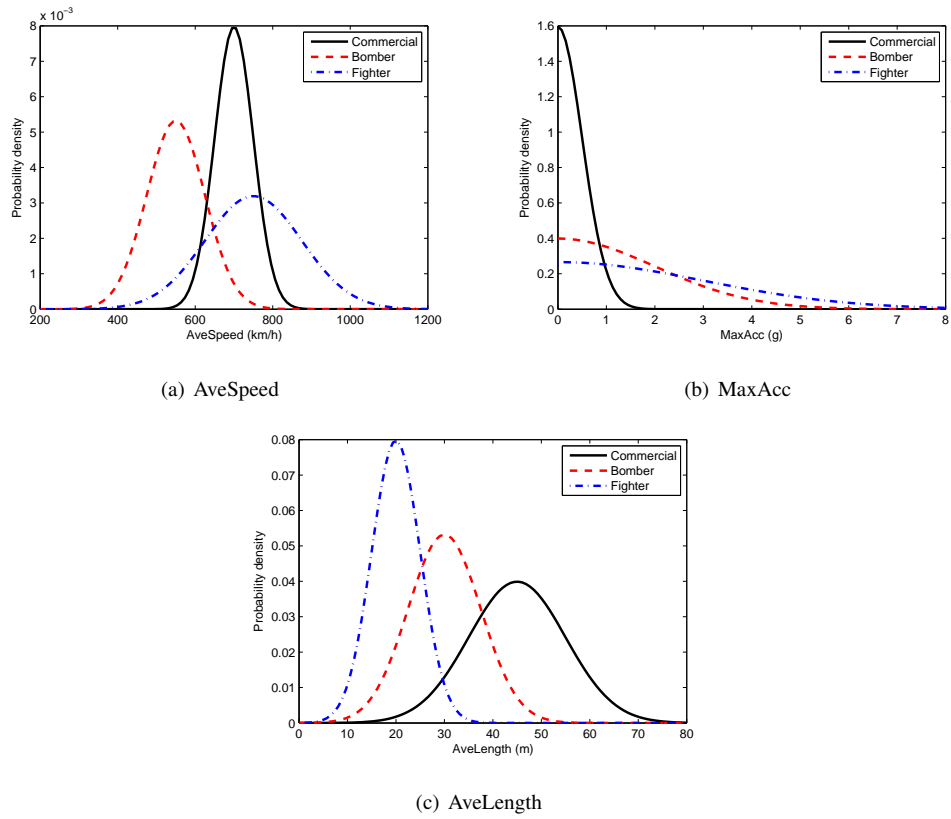 x 10⁻³
8
7
6
5
4
3
2
1
0
Probability density
200 400 600 800 1000 1200
AveSpeed (km/h)
Commercial
Bomber
Fighter
(a) AveSpeed
1.6
1.4
1.2
1
0.8
0.6
0.4
0.2
0
Probability density
0 1 2 3 4 5 6 7 8
MaxAcc (g)
Commercial
Bomber
Fighter
(b) MaxAcc
0.08
0.07
0.06
0.05
0.04
0.03
0.02
0.01
0
Probability density
0 10 20 30 40 50 60 70 80
AveLength (m)
Commercial
Bomber
Fighter
(c) AveLength